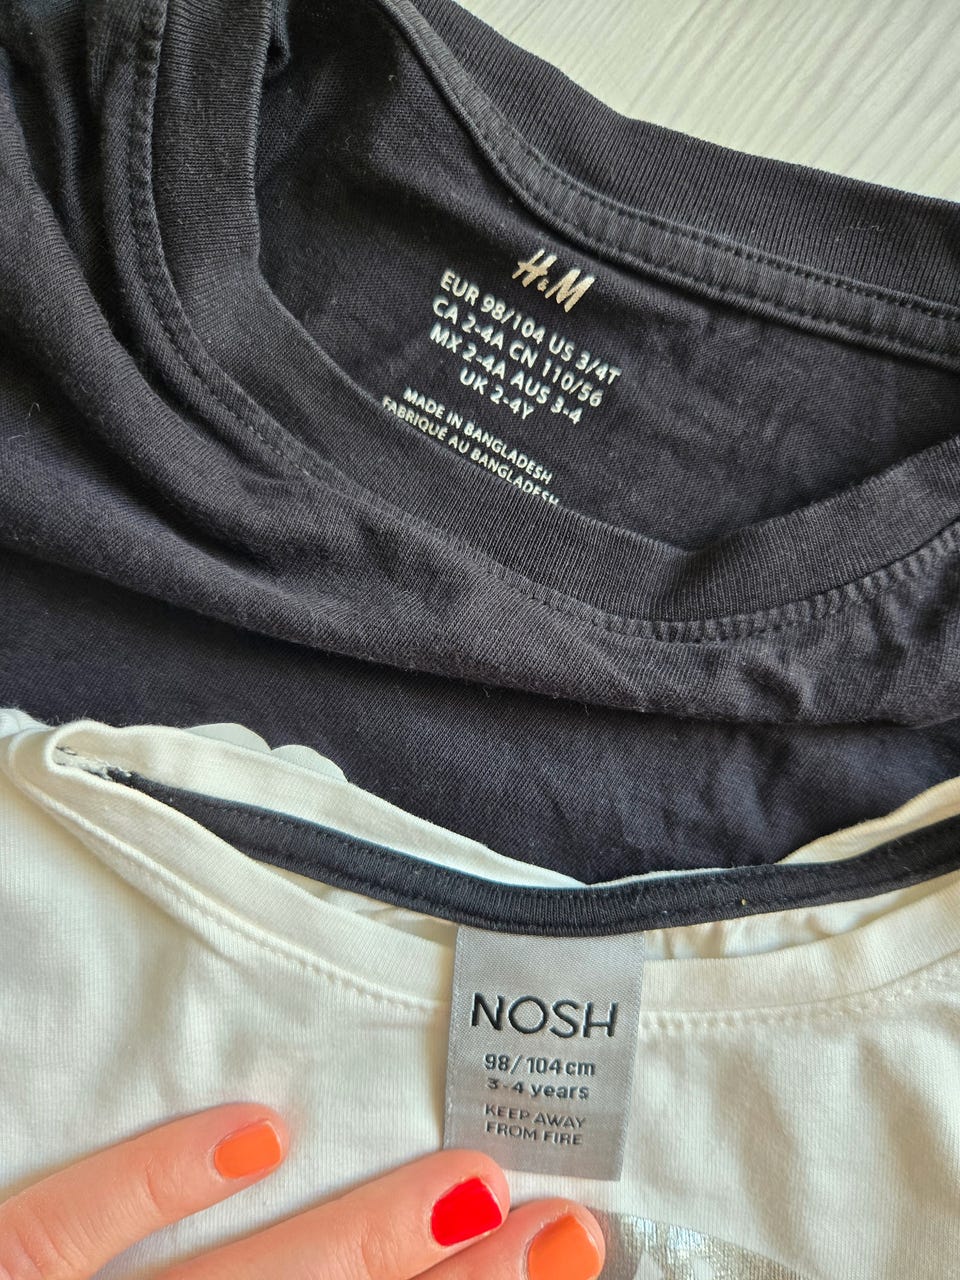 H&M
EUR 98/104 US 3/4T
CA 2-4A CN 110/56
MX 2-4A AUS 3-4
UK 2-4Y
MADE IN BANGLADESH
FABRIQUÉ AU BANGLADESH
NOSH
98/104cm
3-4 years
KEEP AWAY
FROM FIRE